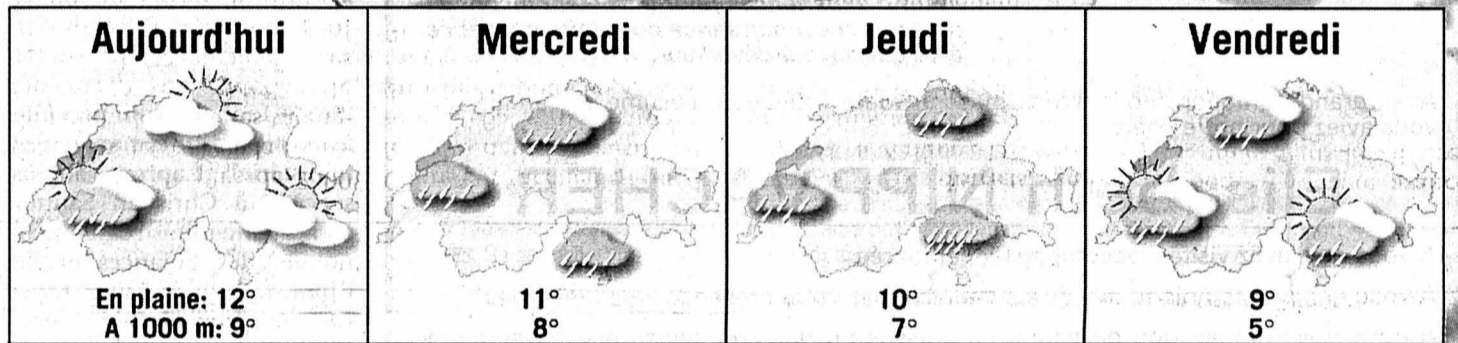 Aujourd'hui
Mercredi
Jeudi
Vendredi
En plaine: 12°
A 1000 m: 9°
11°
8°
10°
7°
9°
5°